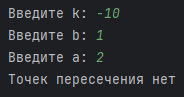 Введите k: -10
Введите b: 1
Введите a: 2
Точек пересечения нет